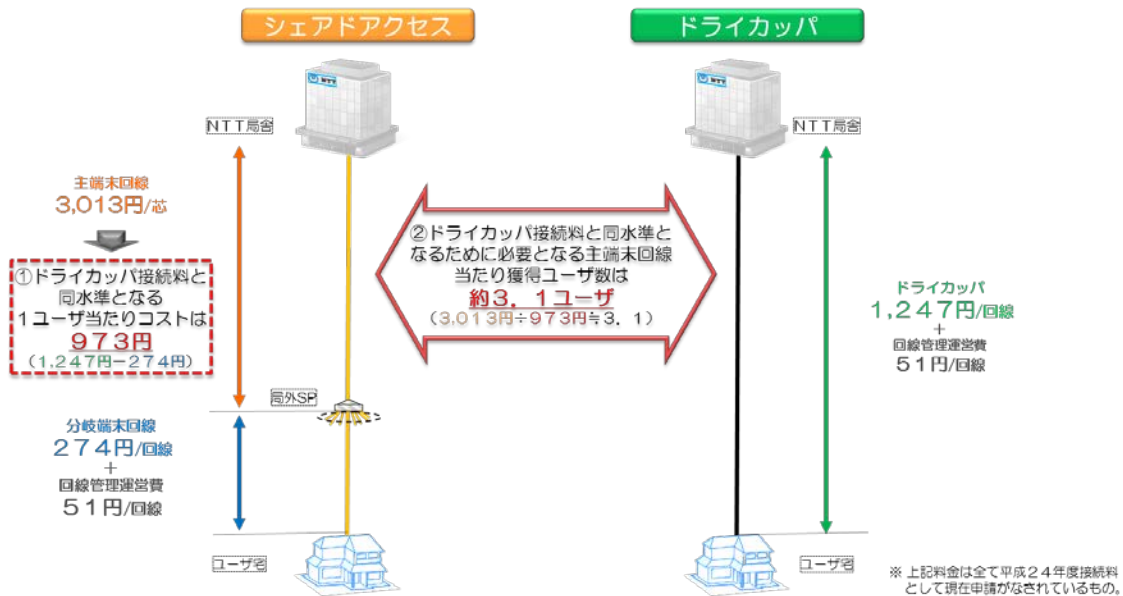 シェアドアクセス
ドライカッパ
NTT
NTT
NTT局舎
NTT局舎
主端末回線
3,013円/芯
①ドライカッパ接続料と
同水準となる
1ユーザ当たりコストは
973円
(1,247円−274円)
②ドライカッパ接続料と同水準と
なるために必要となる主端末回線
当たり獲得ユーザ数は
約3.1ユーザ
(3,013円÷973円≒3.1)
ドライカッパ
1,247円/回線
+
回線管理運営費
51円/回線
局外SP
分岐端末回線
274円/回線
+
回線管理運営費
51円/回線
ユーザ宅
ユーザ宅
※ 上記料金は全て平成24年度接続料
として現在申請がなされているもの。